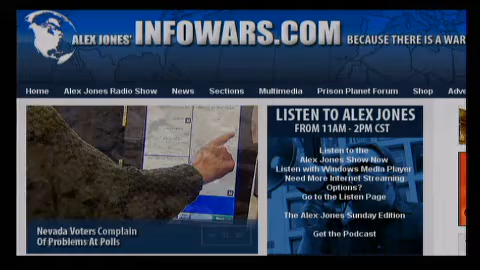 ALEX JONES' INFOWARS.COM BECAUSE THERE IS A WAR
Home Alex Jones Radio Show News Sections Multimedia Prison Planet Forum Shop Adve
LISTEN TO ALEX JONES
FROM 11AM - 2PM CST
Listen to the
Alex Jones Show Now
Listen with Windows Media Player
Need More Internet Streaming
Options?
Go to the Listen Page
The Alex Jones Sunday Edition
Get the Podcast
Nevada Voters Complain
Of Problems At Polls